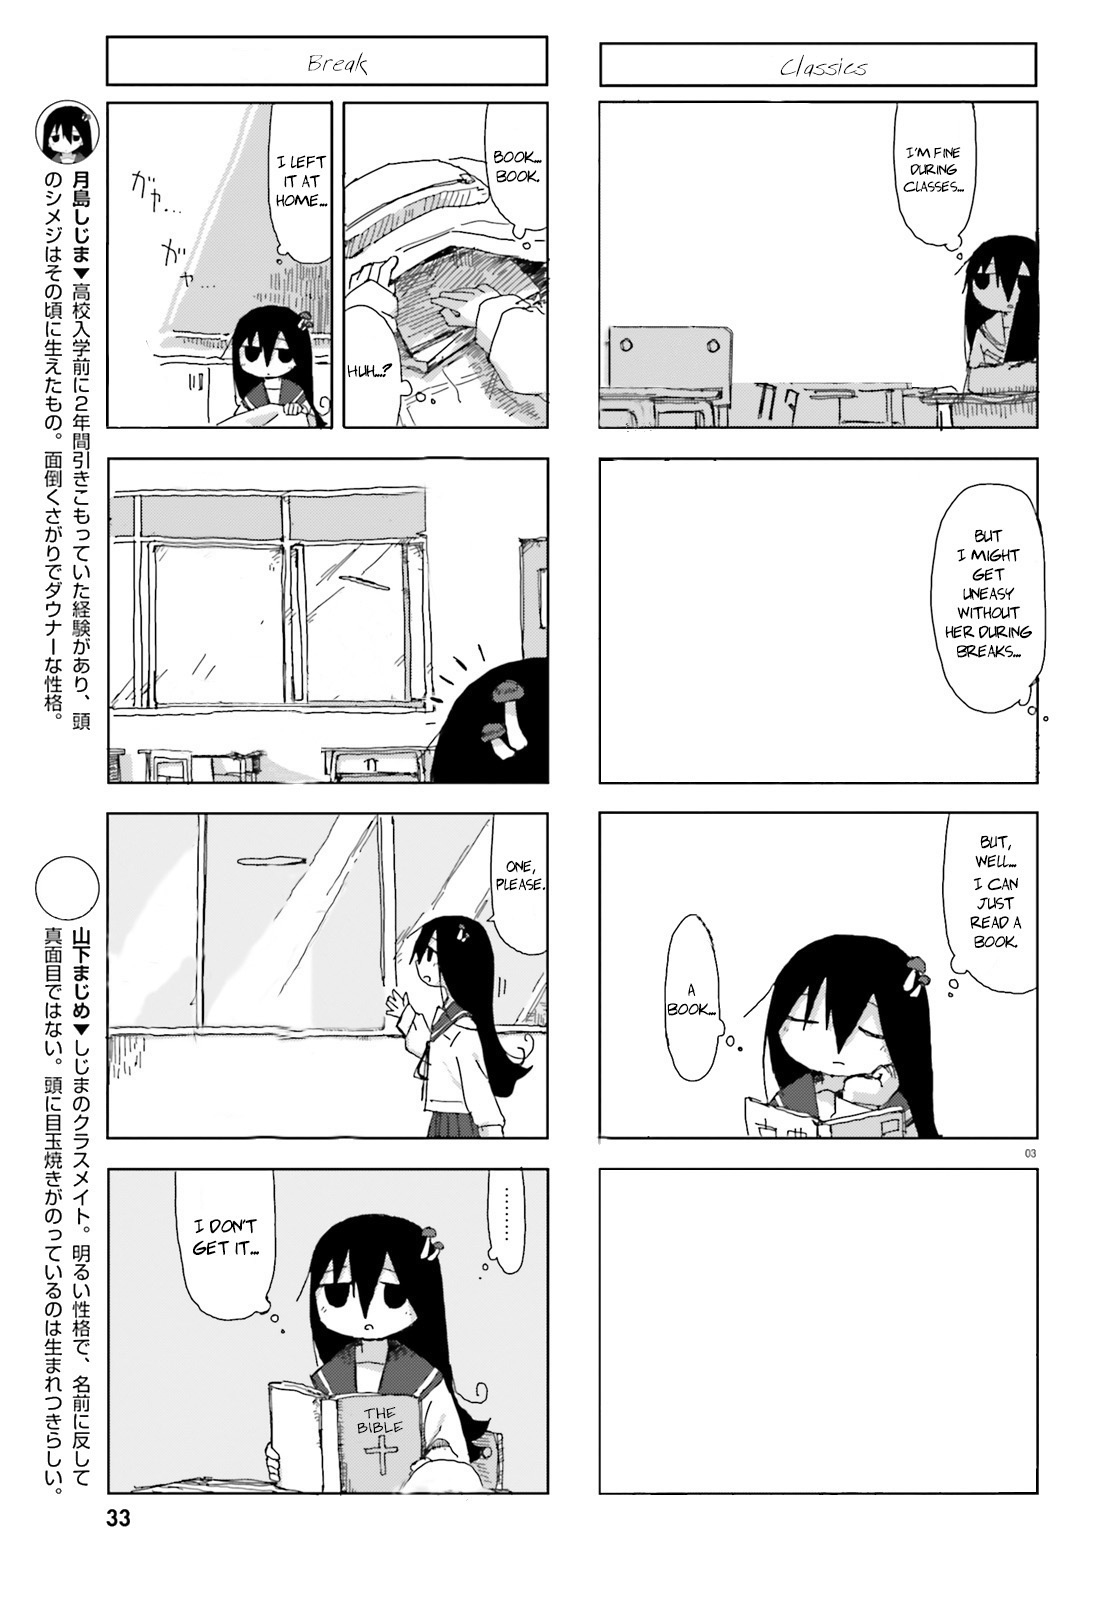 Classics
I'M FINE
DURING
CLASSES...
BUT
I MIGHT
GET
UNEASY
WITHOUT
HER DURING
BREAKS...
BUT,
WELL...
I CAN
JUST
READ A
BOOK.
A
BOOK...
03
Break
BOOK...
BOOK.
HUH...?
I LEFT
IT AT
HOME...
ガヤ...
ガヤ...
ONE,
PLEASE.
..........
I DON'T
GET IT...
THE
BIBLE
月島しじま▼高校入学前に2年間引きこもっていた経験があり、頭
のシメジはその頃に生えたもの。面倒くさがりでダウナーな性格。
山下まじめ▼しじまのクラスメイト。明るい性格で、名前に反して
真面目ではない。頭に目玉焼きがのっているのは生まれつきらしい。
33